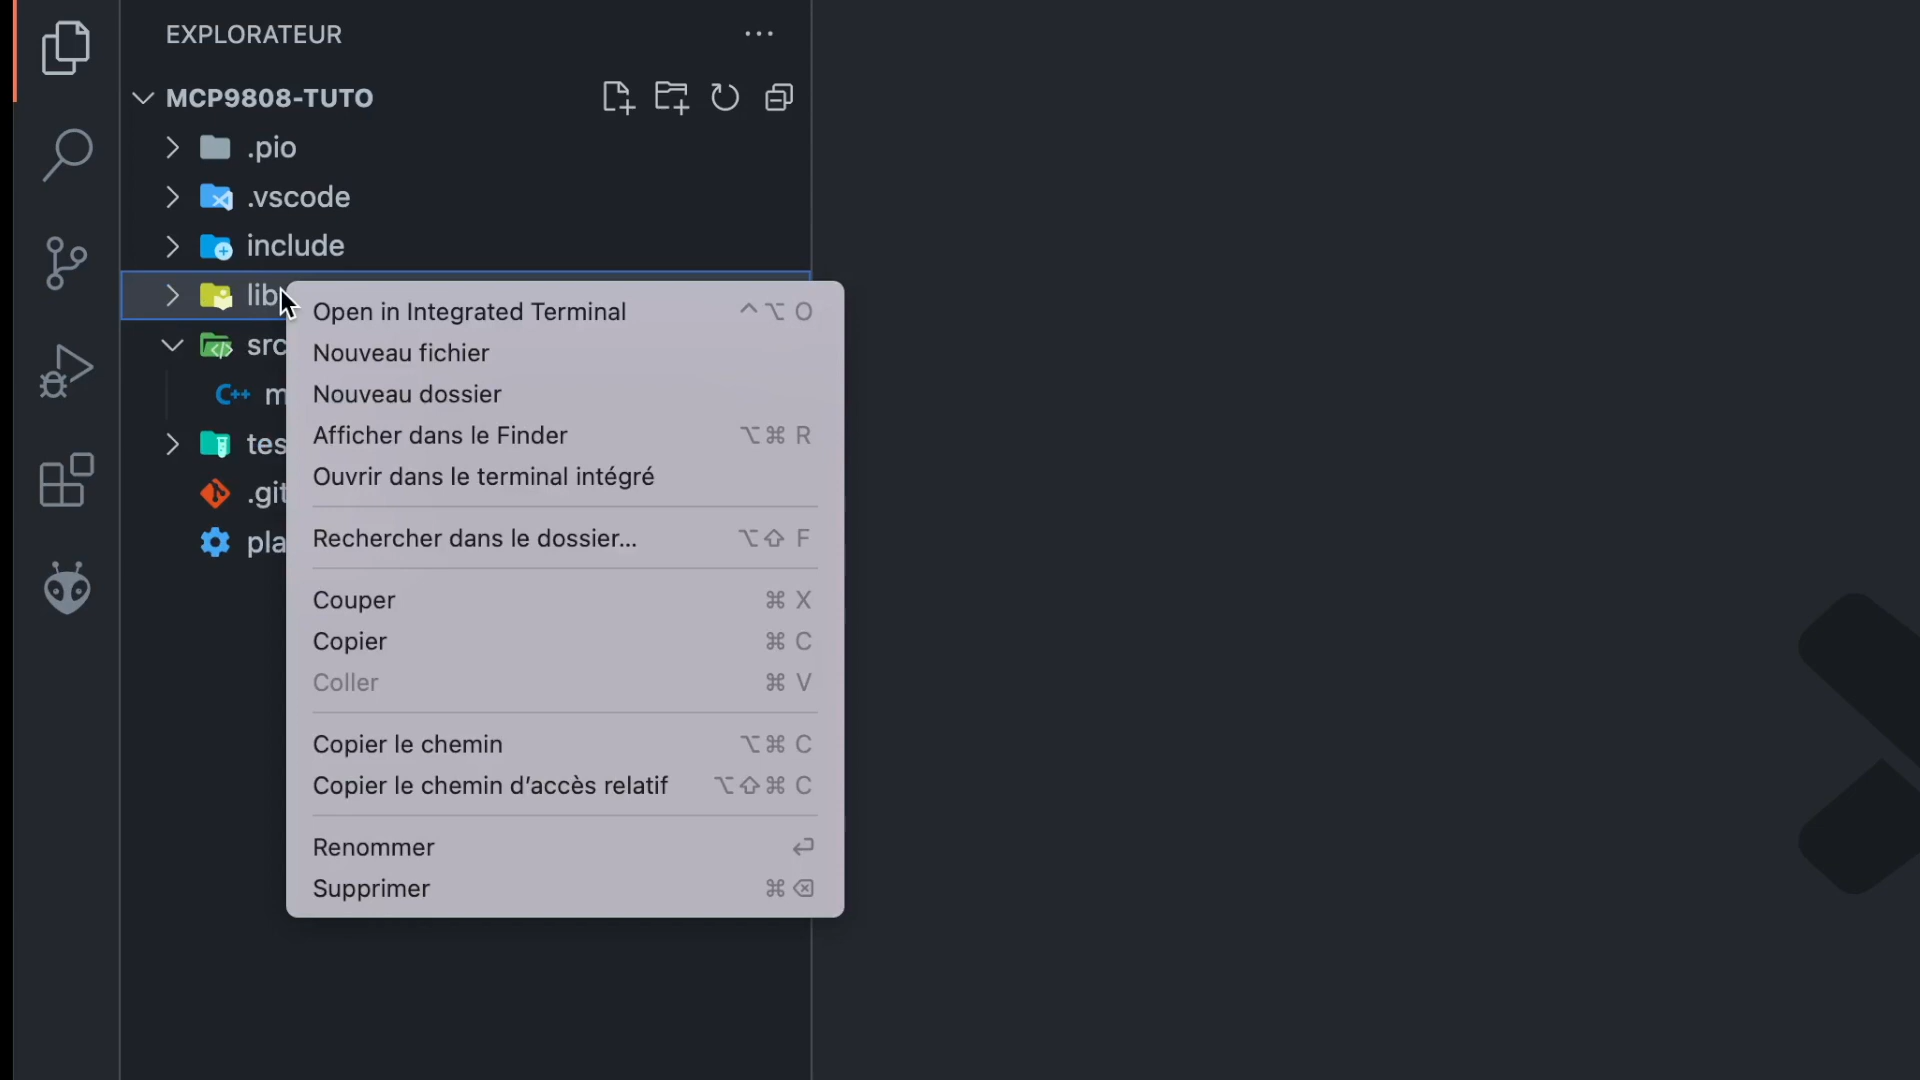 EXPLORATEUR
MCP9808-TUTO
.pio
.vscode
include
lib
src
C++ m
tes
.git
pla
Open in Integrated Terminal ⌃⌥ O
Nouveau fichier
Nouveau dossier
Afficher dans le Finder ⌥⌘ R
Ouvrir dans le terminal intégré
Rechercher dans le dossier... ⌥⇧ F
Couper ⌘ X
Copier ⌘ C
Coller ⌘ V
Copier le chemin ⌥⌘ C
Copier le chemin d’accès relatif ⌥⇧⌘ C
Renommer ⏎
Supprimer ⌘ ⌫